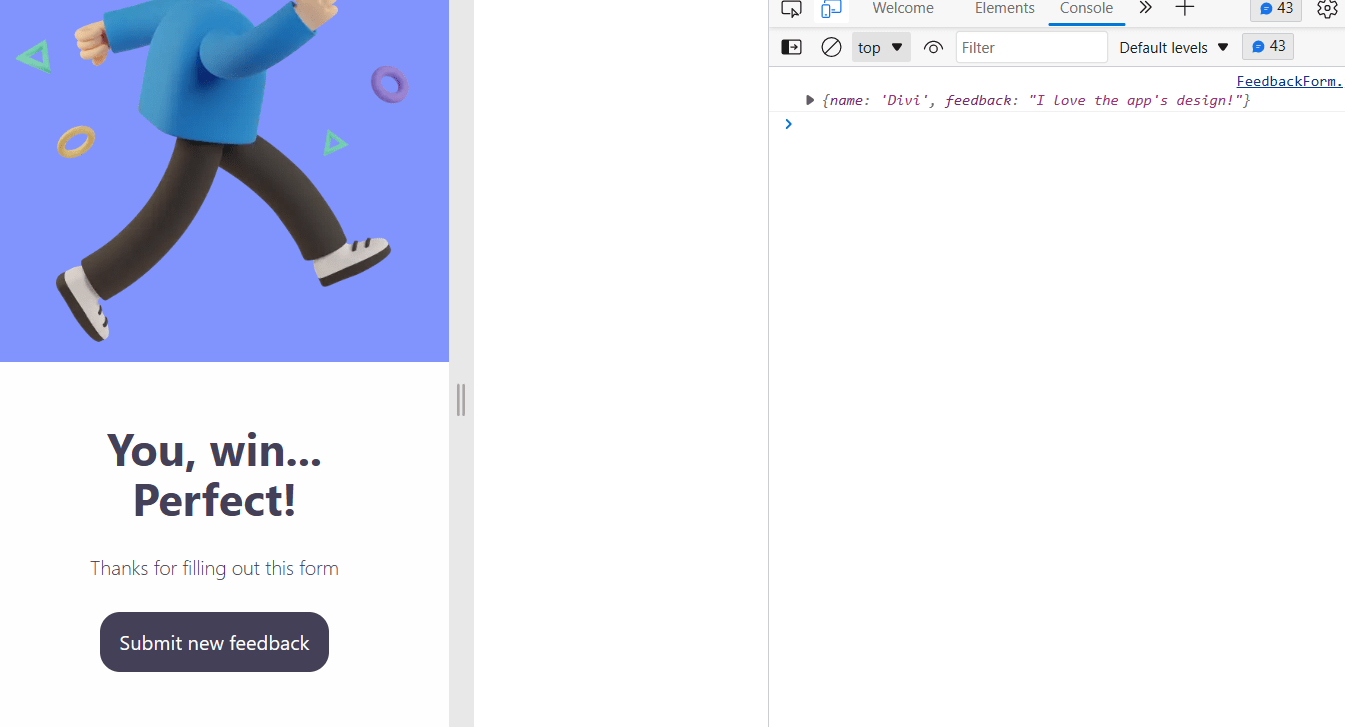 Welcome Elements Console 43
top Filter Default levels 43
FeedbackForm.
{name: 'Divi', feedback: "I love the app's design!"}
You, win...
Perfect!
Thanks for filling out this form
Submit new feedback